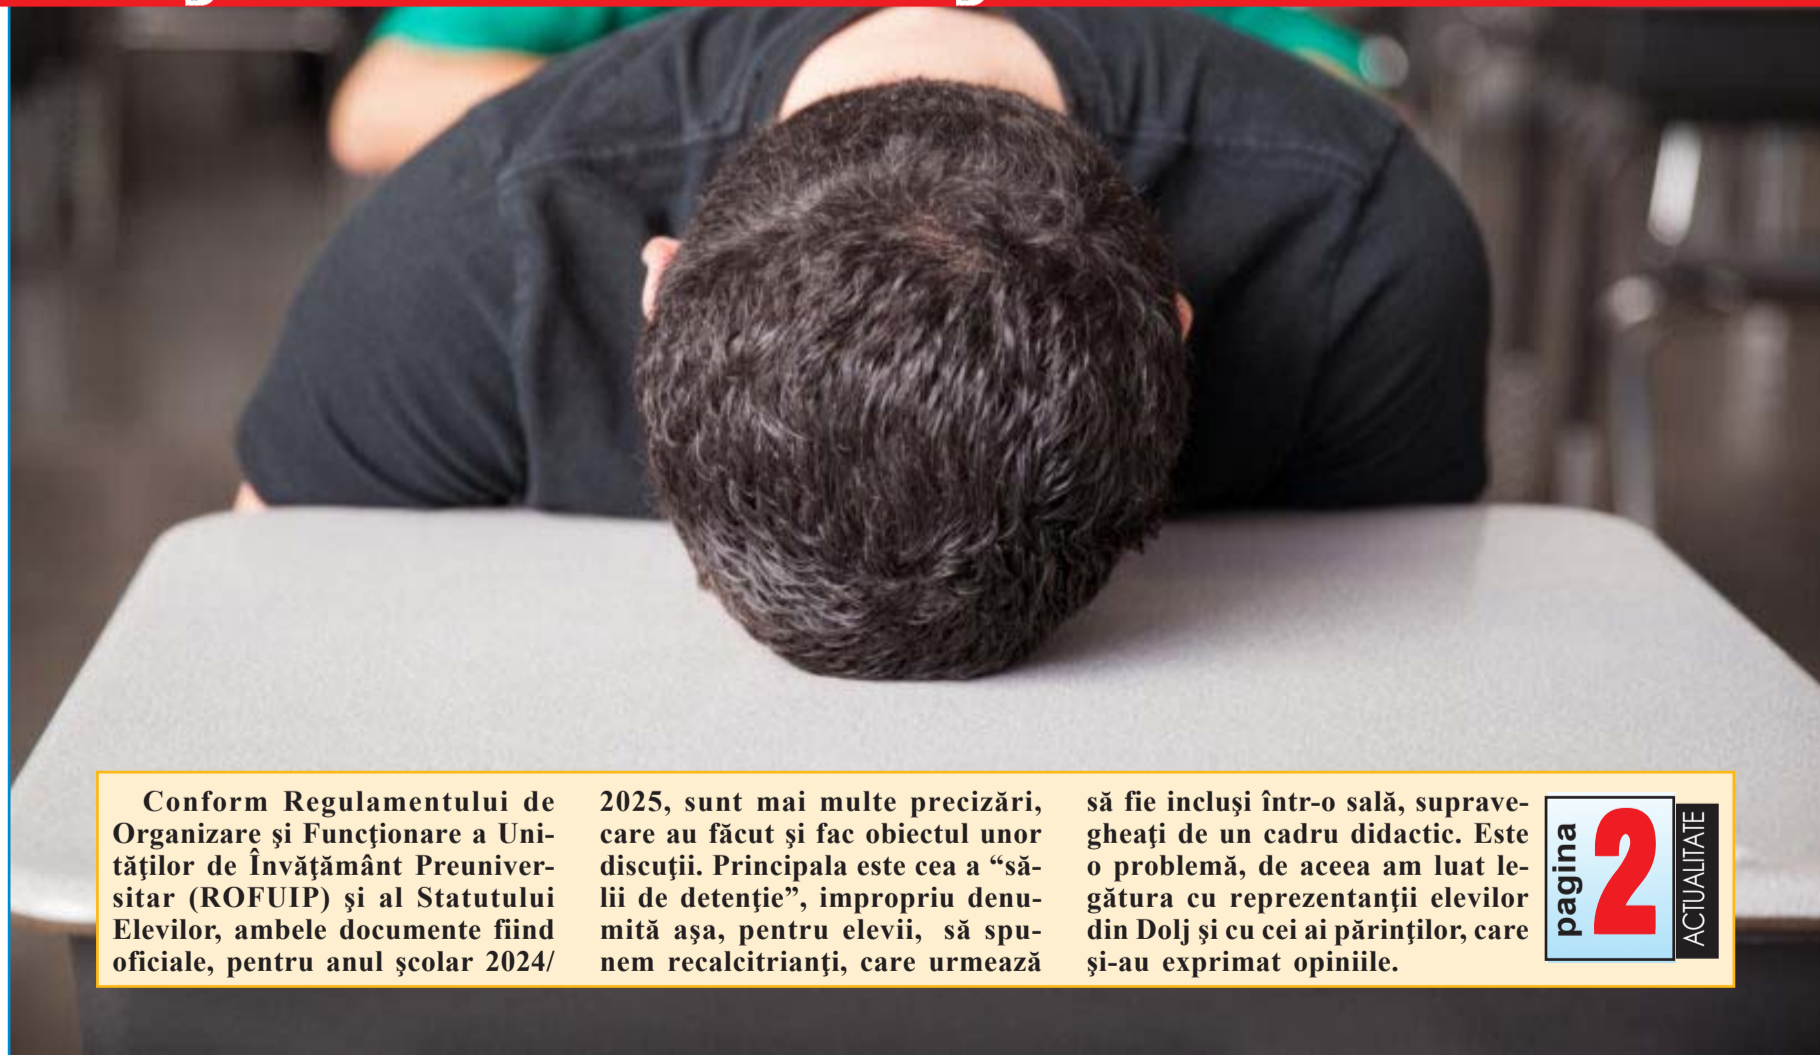 Conform Regulamentului de
Organizare şi Funcţionare a Uni-
tăţilor de Învăţământ Preuniver-
sitar (ROFUIP) şi al Statutului
Elevilor, ambele documente fiind
oficiale, pentru anul şcolar 2024/
2025, sunt mai multe precizări,
care au făcut şi fac obiectul unor
discuţii. Principala este cea a “să-
lii de detenţie”, impropriu denu-
mită aşa, pentru elevii, să spu-
nem recalcitrianţi, care urmează
să fie incluşi într-o sală, suprave-
gheaţi de un cadru didactic. Este
o problemă, de aceea am luat le-
gătura cu reprezentanţii elevilor
din Dolj şi cu cei ai părinţilor, care
şi-au exprimat opiniile.
pagina
2
ACTUALITATE